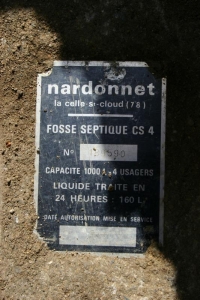 nardonnet
la celle-st-cloud (78)
FOSSE SEPTIQUE CS 4
N°
CAPACITE 1000 L. 4 USAGERS
LIQUIDE TRAITE EN
24 HEURES : 160 L
DATE AUTORISATION MISE EN SERVICE